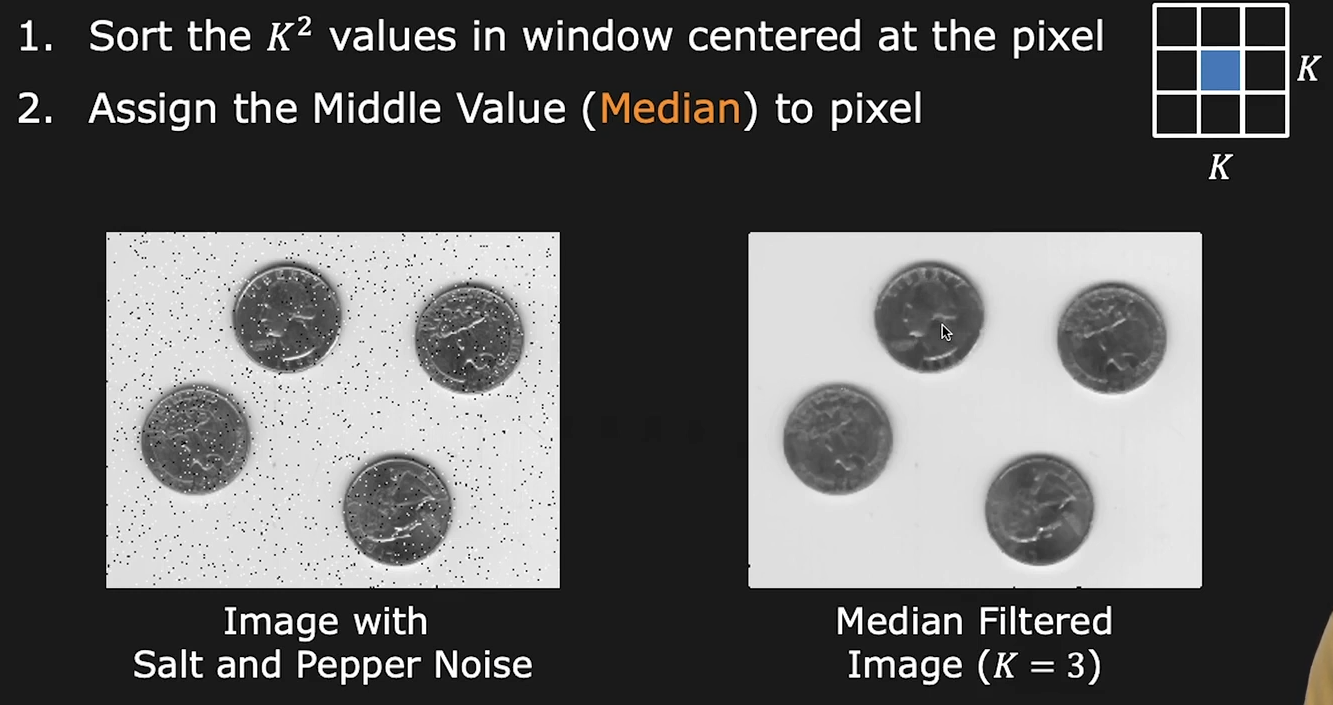 1. Sort the K² values in window centered at the pixel
2. Assign the Middle Value (Median) to pixel
K
K
Image with
Salt and Pepper Noise
Median Filtered
Image (K = 3)